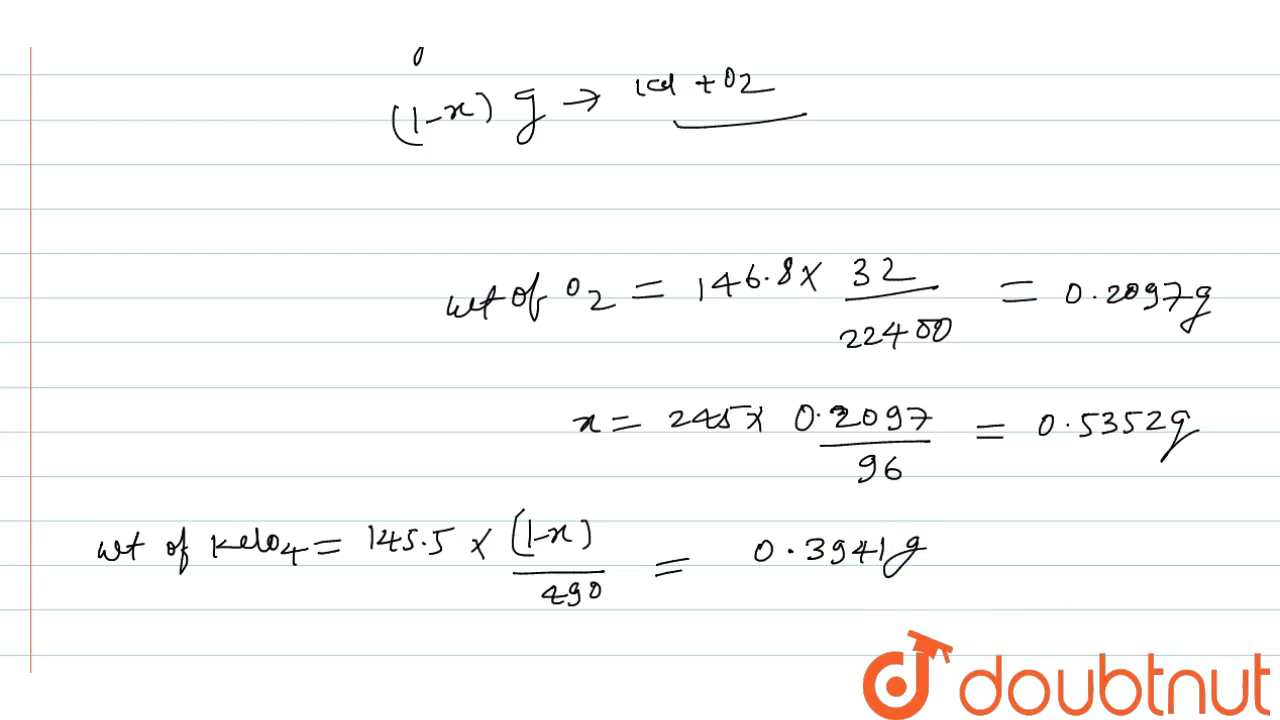 0
(1-x) g → KCl + O2
wt of O2 = 146.8 x 32/22400 = 0.2097g
x = 245 x 0.2097/96 = 0.5352g
wt of KClO4 = 145.5 x (1-x)/490 = 0.3941g
doubtnut